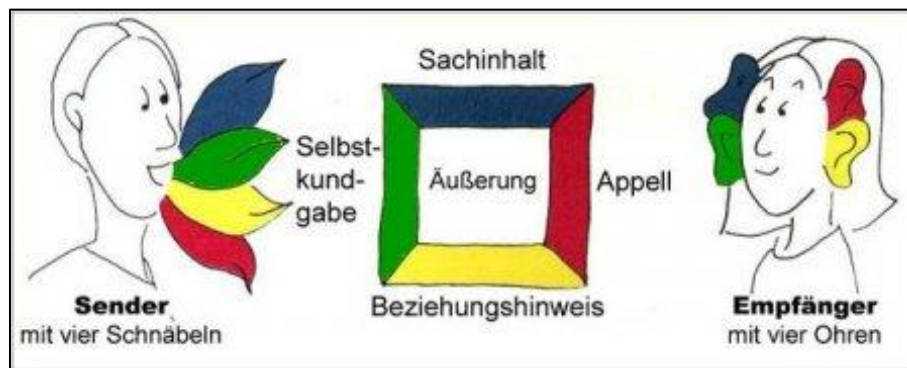 Sachinhalt
Selbst-
kund-
gabe
Äußerung
Appell
Beziehungshinweis
Sender
mit vier Schnäbeln
Empfänger
mit vier Ohren